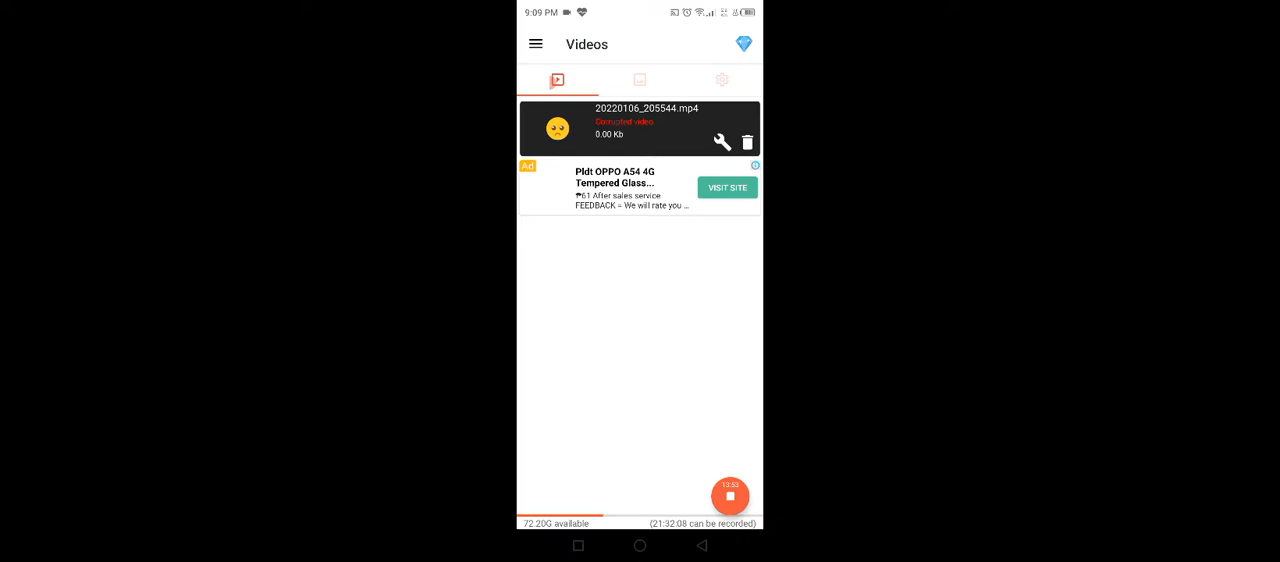 9:09 PM
Videos
20220106_205544.mp4
Corrupted video
0.00 Kb
Ad
Pldt OPPO A54 4G
Tempered Glass...
₱61 After sales service
FEEDBACK = We will rate you ...
VISIT SITE
13:53
72.20G available
(21:32:08 can be recorded)